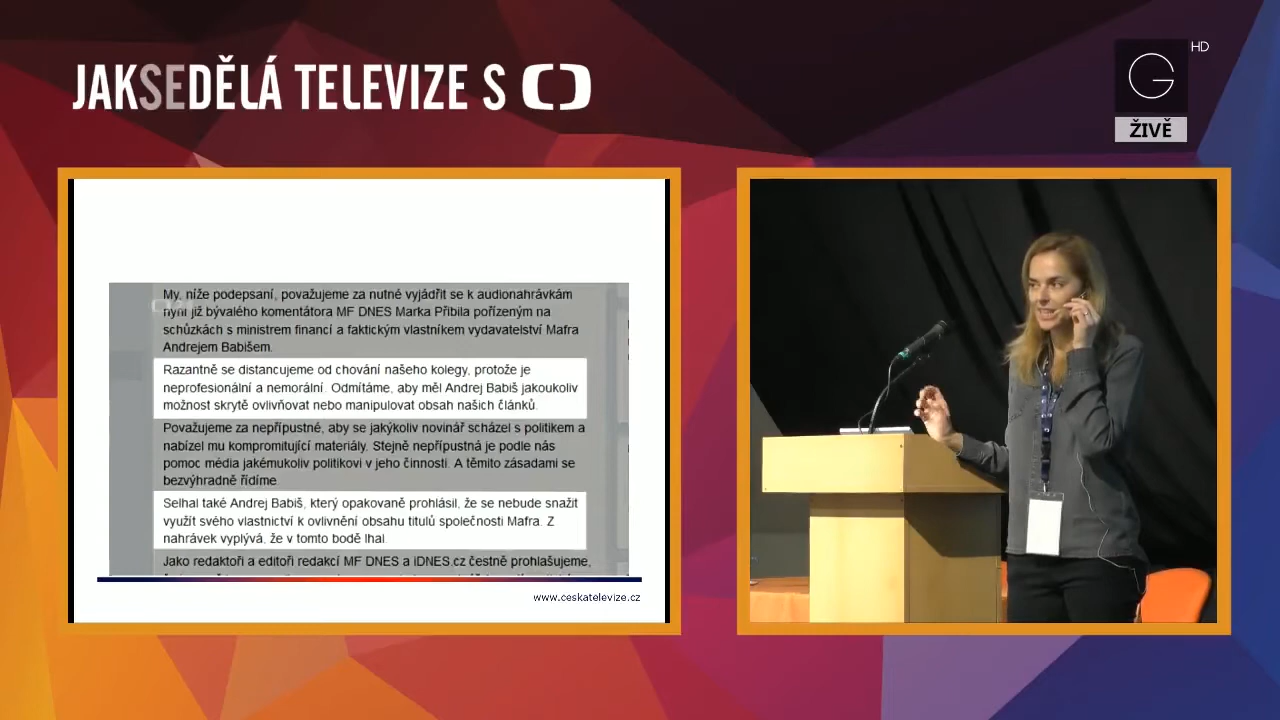 JAK SE DĚLÁ TELEVIZE S
HD
G
ŽIVĚ
My, níže podepsaní, považujeme za nutné vyjádřit se k audionahrávkám
nyní již bývalého komentátora MF DNES Marka Přibila pořízeným na
schůzkách s ministrem financí a faktickým vlastníkem vydavatelství Mafra
Andrejem Babišem.
Razantně se distancujeme od chování našeho kolegy, protože je
neprofesionální a nemorální. Odmítáme, aby měl Andrej Babiš jakoukoliv
možnost skrytě ovlivňovat nebo manipulovat obsah našich článků.
Považujeme za nepřípustné, aby se jakýkoliv novinář scházel s politikem a
nabízel mu kompromitující materiály. Stejně nepřípustná je podle nás
pomoc média jakémukoliv politikovi v jeho činnosti. A těmito zásadami se
bezvýhradně řídíme.
Selhal také Andrej Babiš, který opakovaně prohlásil, že se nebude snažit
využít svého vlastnictví k ovlivnění obsahu titulů společnosti Mafra. Z
nahrávek vyplývá, že v tomto bodě lhal.
Jako redaktoři a editoři redakcí MF DNES a iDNES.cz čestně prohlašujeme,
www.ceskatelevize.cz